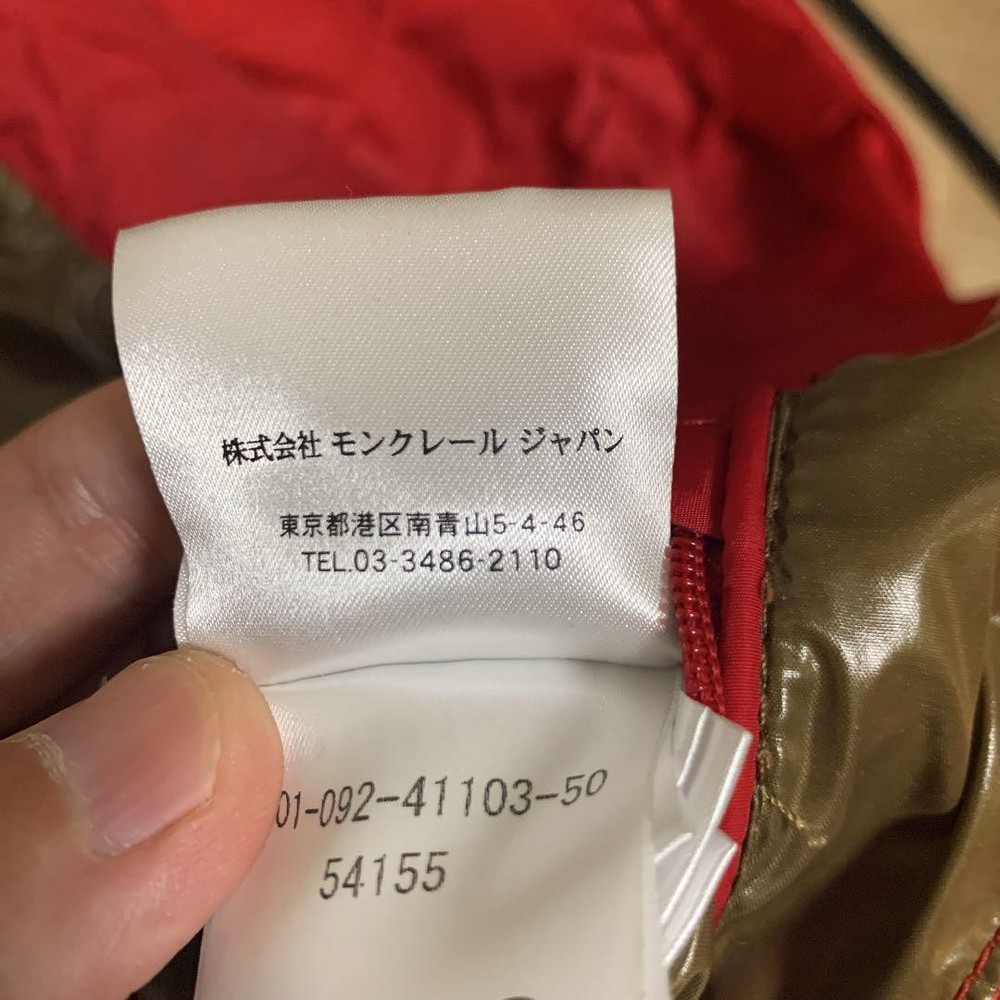 株式会社 モンクレール ジャパン
東京都港区南青山5-4-46
TEL.03-3486-2110
01-092-41103-50
54155